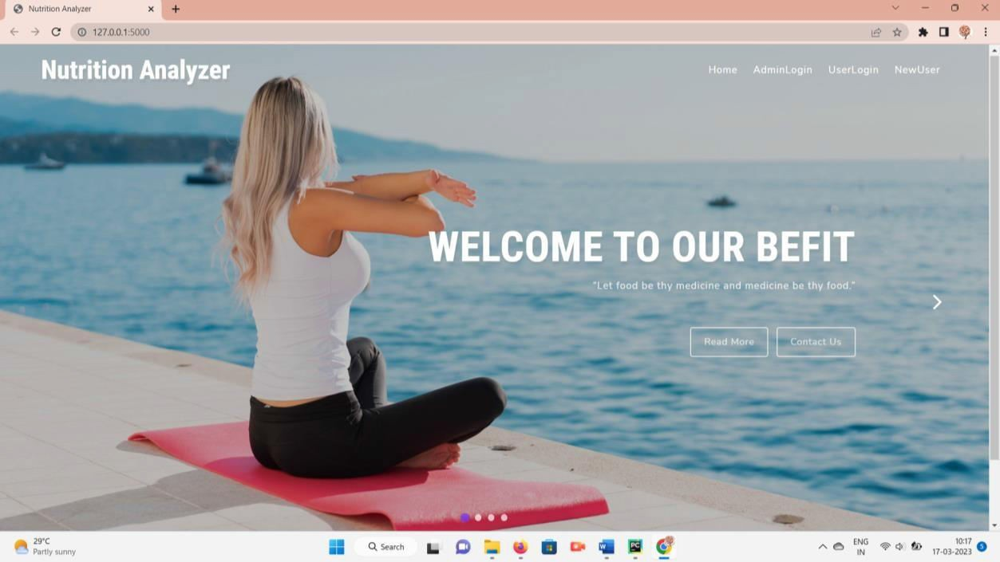 Nutrition Analyzer
127.0.0.1:5000
Nutrition Analyzer
Home AdminLogin UserLogin NewUser
WELCOME TO OUR BEFIT
"Let food be thy medicine and medicine be thy food."
Read More Contact Us
29°C
Partly sunny
Search
W
PC
ENG
IN
10:17
17-03-2023
5